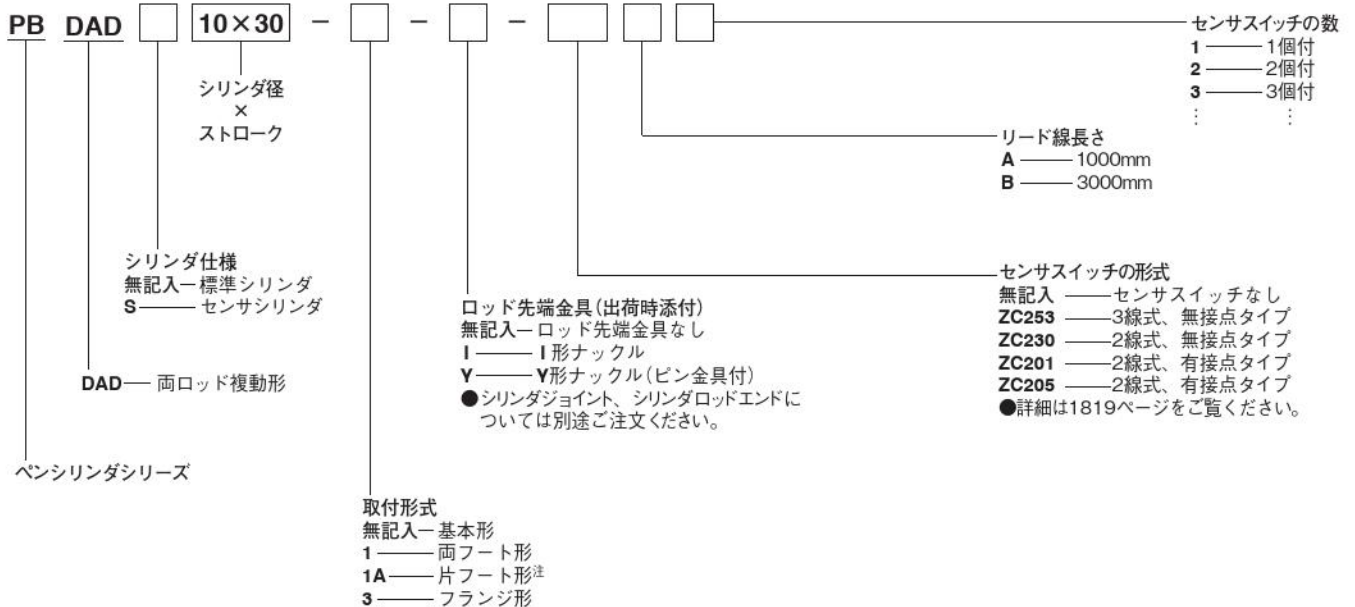 PB DAD 10×30 - - -
センサスイッチの数
1 —— 1個付
2 —— 2個付
3 —— 3個付
⋮ ⋮
シリンダ径
×
ストローク
リード線長さ
A —— 1000mm
B —— 3000mm
シリンダ仕様
無記入—標準シリンダ
S—— センサシリンダ
センサスイッチの形式
無記入 ——センサスイッチなし
ZC253 ——3線式、無接点タイプ
ZC230 ——2線式、無接点タイプ
ZC201 ——2線式、有接点タイプ
ZC205 ——2線式、有接点タイプ
●詳細は1819ページをご覧ください。
ロッド先端金具(出荷時添付)
無記入—ロッド先端金具なし
I —— I形ナックル
Y —— Y形ナックル(ピン金具付)
●シリンダジョイント、シリンダロッドエンドに
ついては別途ご注文ください。
DAD— 両ロッド複動形
ペンシリンダシリーズ
取付形式
無記入—基本形
1 —— 両フート形
1A—— 片フート形注
3 —— フランジ形